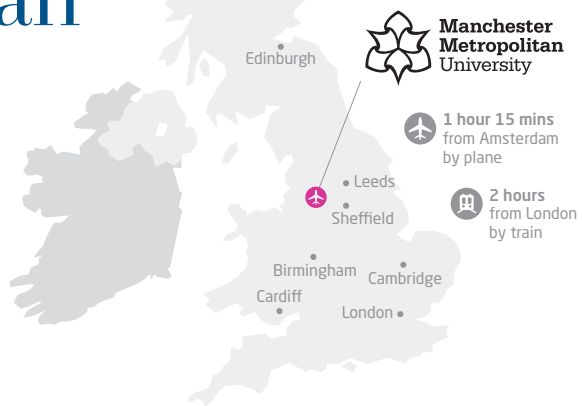 Manchester
Metropolitan
University
Edinburgh
1 hour 15 mins
from Amsterdam
by plane
Leeds
2 hours
from London
by train
Sheffield
Birmingham
Cambridge
Cardiff
London